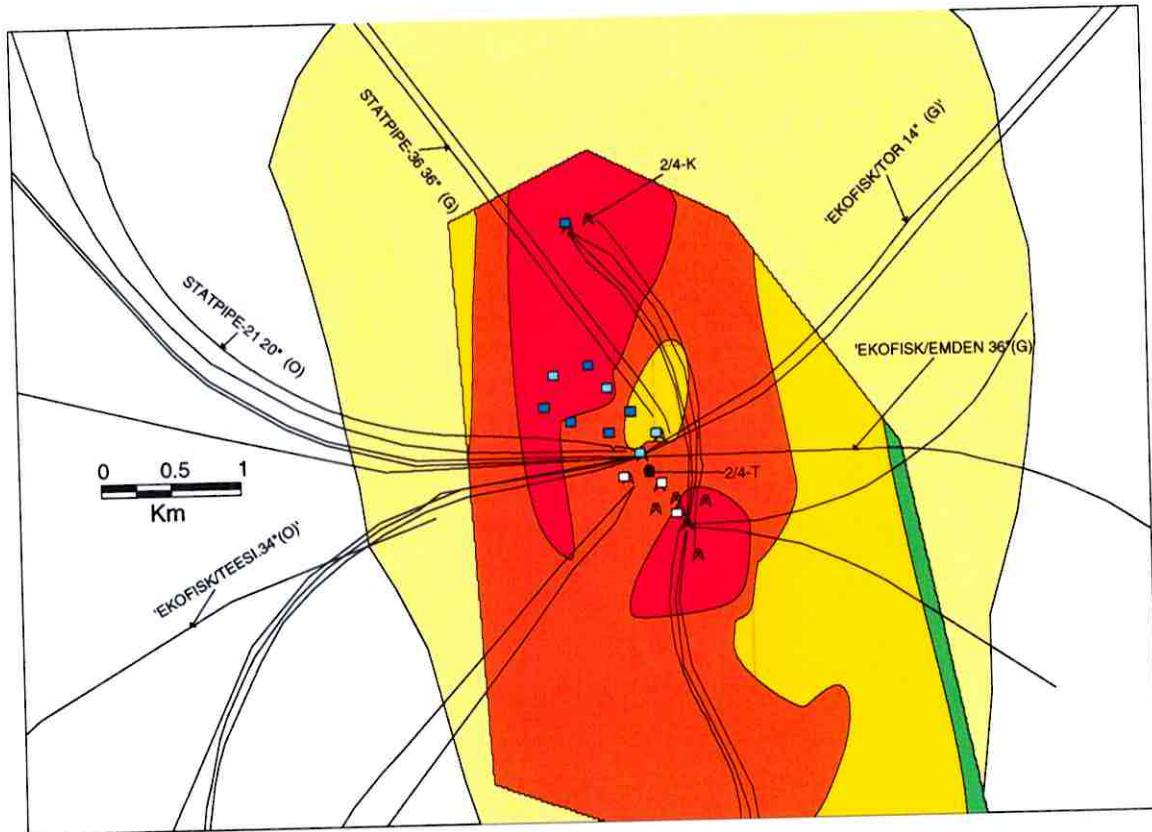 STATPIPE-36 36" (G)
2/4-K
'EKOFISK/TOR 14" (G)'
STATPIPE-21 20" (O)
'EKOFISK/EMDEN 36"(G)
0 0.5 1
Km
2/4-T
'EKOFISK/TEESI.34"(O)'